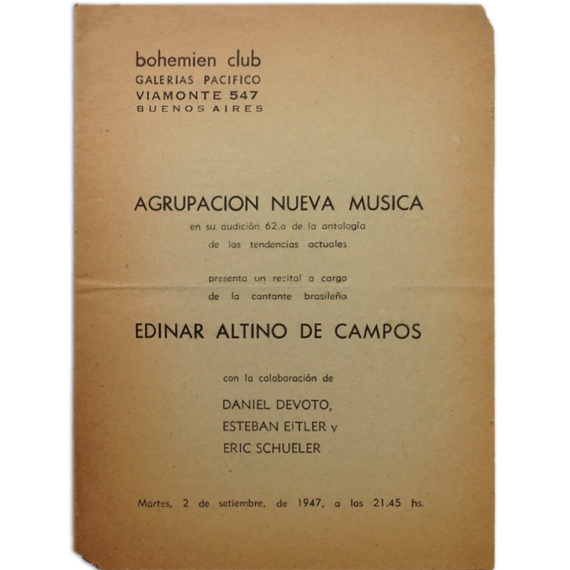 bohemien club
GALERIAS PACIFICO
VIAMONTE 547
BUENOS AIRES
AGRUPACION NUEVA MUSICA
en su audición 62.a de la antología
de las tendencias actuales
presenta un recital a cargo
de la cantante brasileña
EDINAR ALTINO DE CAMPOS
con la colaboración de
DANIEL DEVOTO,
ESTEBAN EITLER y
ERIC SCHUELER
Martes, 2 de setiembre, de 1947, a las 21.45 hs.